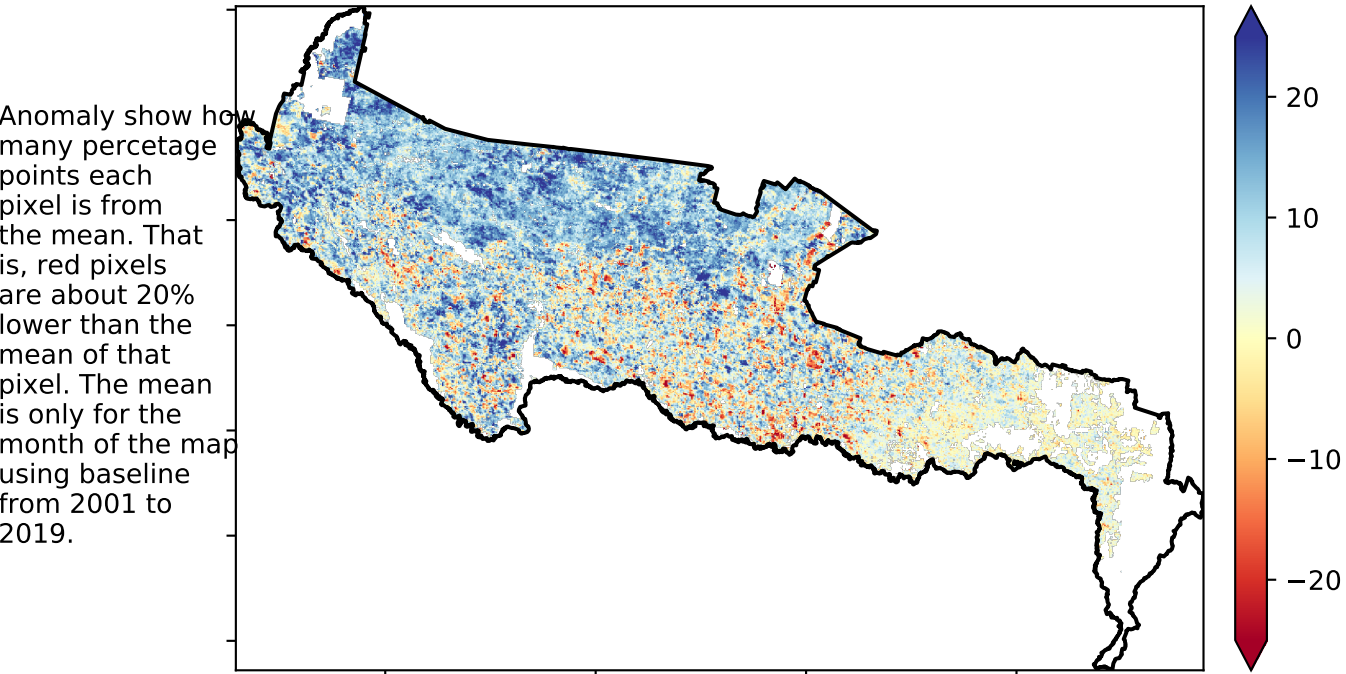 Anomaly show how
many percetage
points each
pixel is from
the mean. That
is, red pixels
are about 20%
lower than the
mean of that
pixel. The mean
is only for the
month of the map
using baseline
from 2001 to
2019.
20
10
0
−10
−20